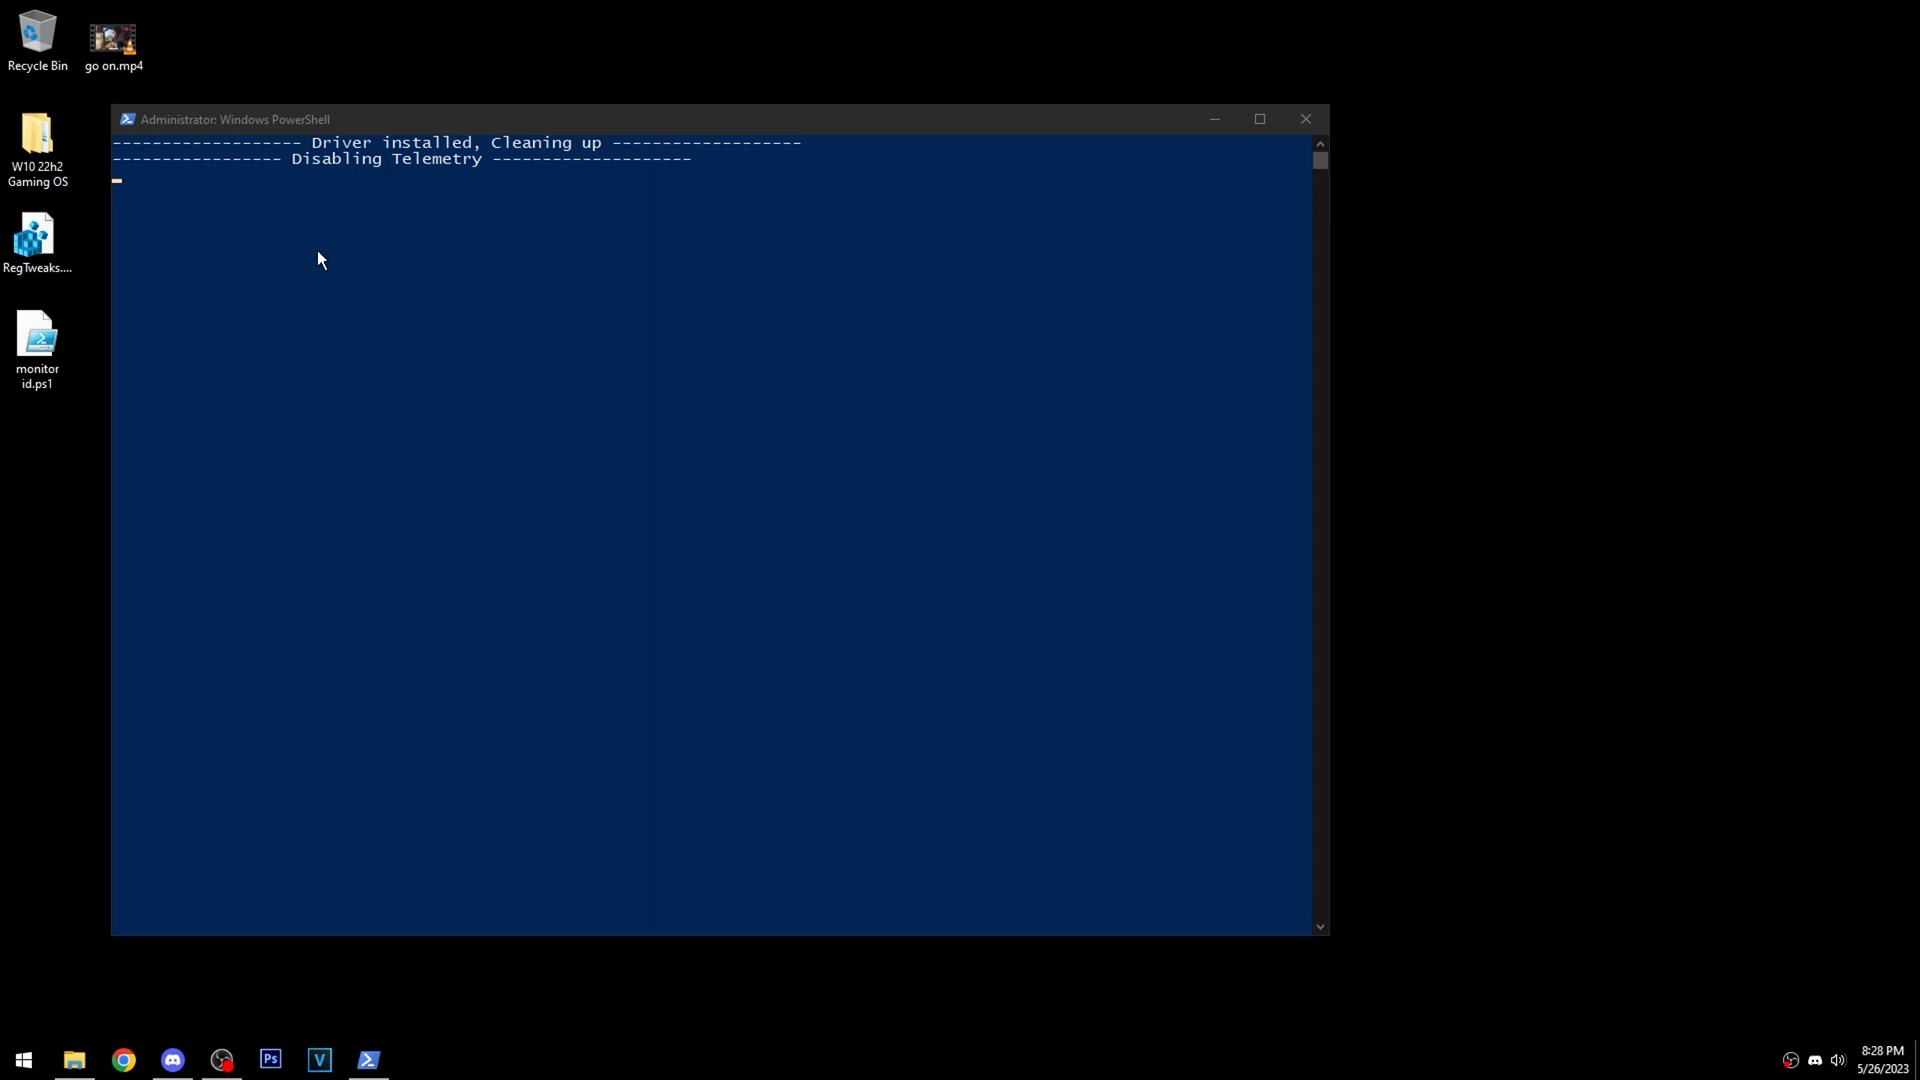 Recycle Bin
go on.mp4
W10 22h2
Gaming OS
RegTweaks....
monitor
id.ps1
Administrator: Windows PowerShell
------------------- Driver installed, Cleaning up -------------------
----------------- Disabling Telemetry --------------------
Ps
V
8:28 PM
5/26/2023